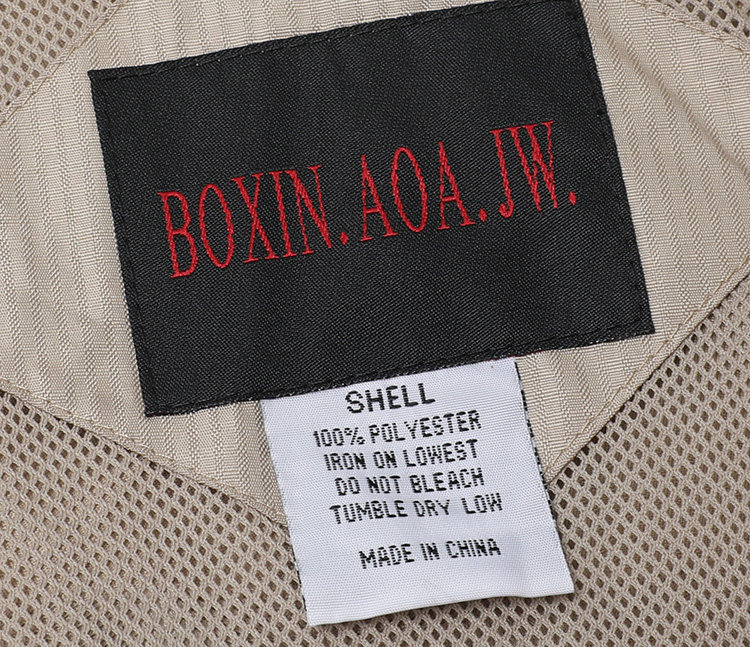 BOXIN.AOA.JW.
SHELL
100% POLYESTER
IRON ON LOWEST
DO NOT BLEACH
TUMBLE DRY LOW
MADE IN CHINA